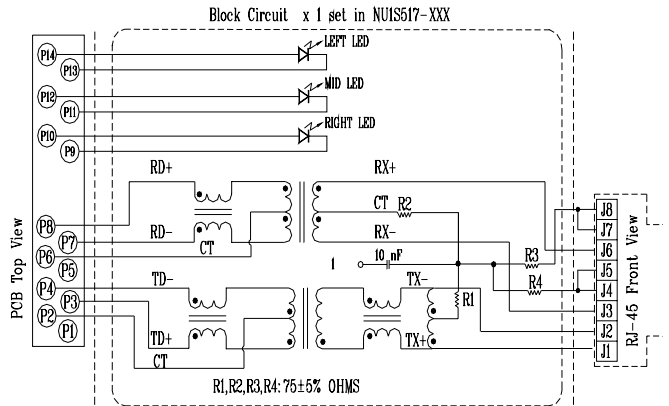 Block Circuit x 1 set in NU1S517-XXX
P14
LEFT LED
P13
P12
MID LED
P11
P10
RIGHT LED
P9
RD+
RX+
CT
R2
P8
J8
P7
RD-
RX-
J7
P6
CT
J6
P5
1
10 nF
R3
J5
P4
TD-
TX-
R4
J4
P3
R1
J3
P2
J2
P1
TD+
TX+
J1
CT
PCB Top View
RJ-45 Front View
R1,R2,R3,R4:75±5% OHMS